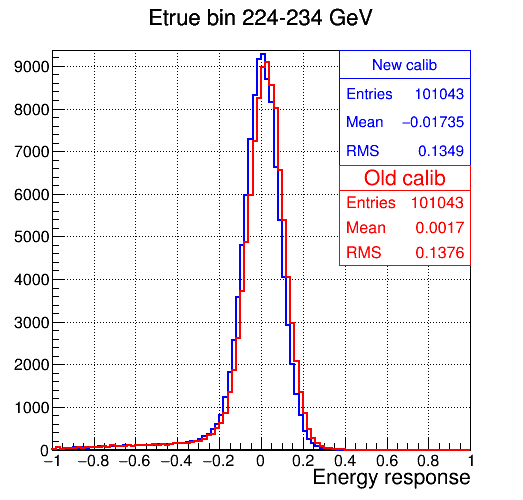 Etrue bin 224-234 GeV
New calib
Entries 101043
Mean −0.01735
RMS 0.1349
Old calib
Entries 101043
Mean 0.0017
RMS 0.1376
9000
8000
7000
6000
5000
4000
3000
2000
1000
0
−1 −0.8 −0.6 −0.4 −0.2 0 0.2 0.4 0.6 0.8 1
Energy response